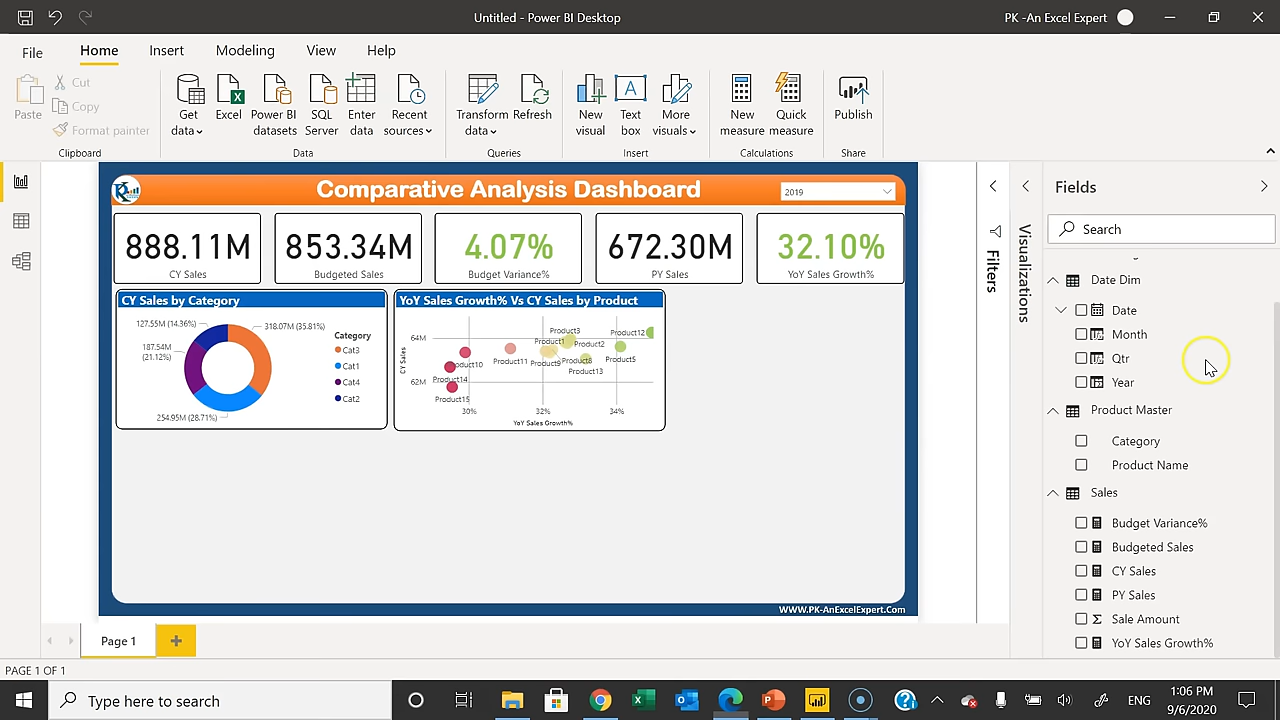 Untitled - Power BI Desktop
PK -An Excel Expert
File
Home
Insert
Modeling
View
Help
Paste
Cut
Copy
Format painter
Clipboard
Get
data
Excel
Power BI
datasets
SQL
Server
Enter
data
Recent
sources
Data
Transform
data
Refresh
Queries
New
visual
Text
box
More
visuals
Insert
New
measure
Quick
measure
Calculations
Publish
Share
Comparative Analysis Dashboard
2019
888.11M
CY Sales
853.34M
Budgeted Sales
4.07%
Budget Variance%
672.30M
PY Sales
32.10%
YoY Sales Growth%
CY Sales by Category
127.55M (14.36%)
318.07M (35.81%)
187.54M
(21.12%)
254.95M (28.71%)
Category
Cat3
Cat1
Cat4
Cat2
YoY Sales Growth% Vs CY Sales by Product
CY Sales
64M
62M
Product3
Product12
Product1
Product2
Product11
Product9
Product8
Product5
Product10
Product13
Product14
Product15
30%
32%
34%
YoY Sales Growth%
WWW.PK-AnExcelExpert.Com
Filters
Visualizations
Fields
Search
Date Dim
Date
Month
Qtr
Year
Product Master
Category
Product Name
Sales
Budget Variance%
Budgeted Sales
CY Sales
PY Sales
Sale Amount
YoY Sales Growth%
Page 1
PAGE 1 OF 1
Type here to search
ENG
1:06 PM
9/6/2020